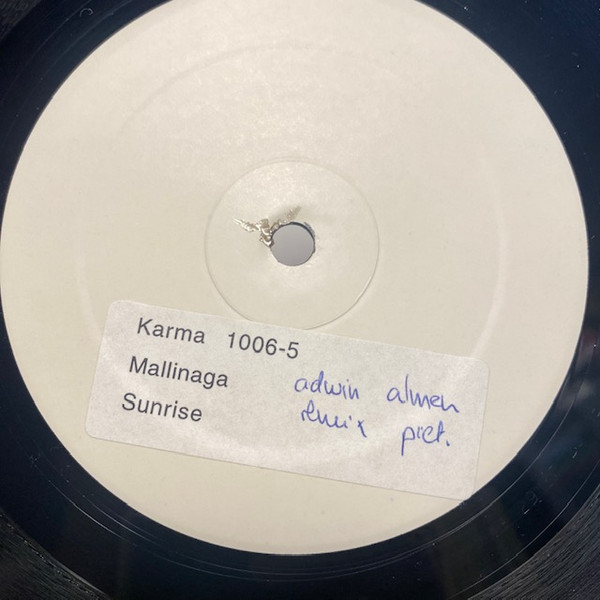 Karma 1006-5
Mallinaga
Sunrise
adwin almen
remix pict.